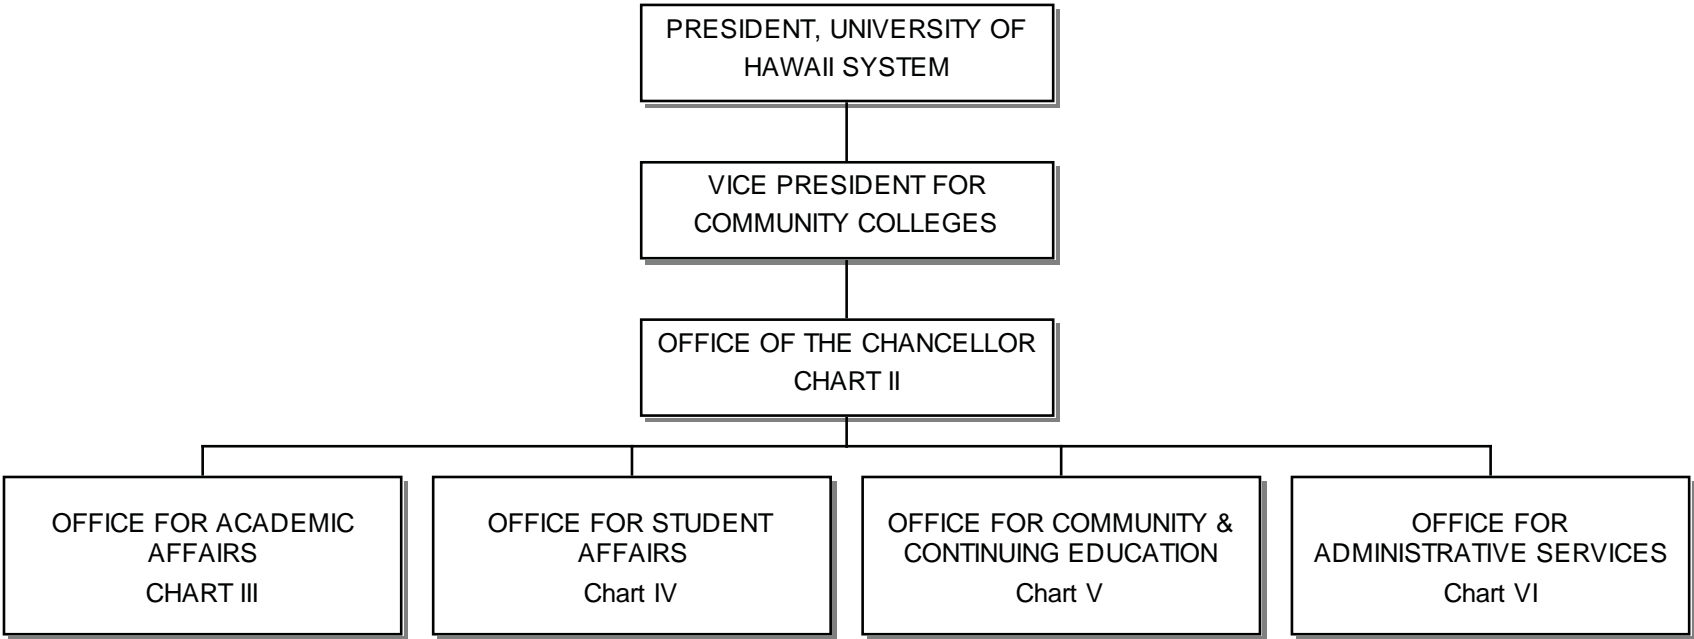 PRESIDENT, UNIVERSITY OF
HAWAII SYSTEM
VICE PRESIDENT FOR
COMMUNITY COLLEGES
OFFICE OF THE CHANCELLOR
CHART II
OFFICE FOR ACADEMIC
AFFAIRS
CHART III
OFFICE FOR STUDENT
AFFAIRS
Chart IV
OFFICE FOR COMMUNITY &
CONTINUING EDUCATION
Chart V
OFFICE FOR
ADMINISTRATIVE SERVICES
Chart VI